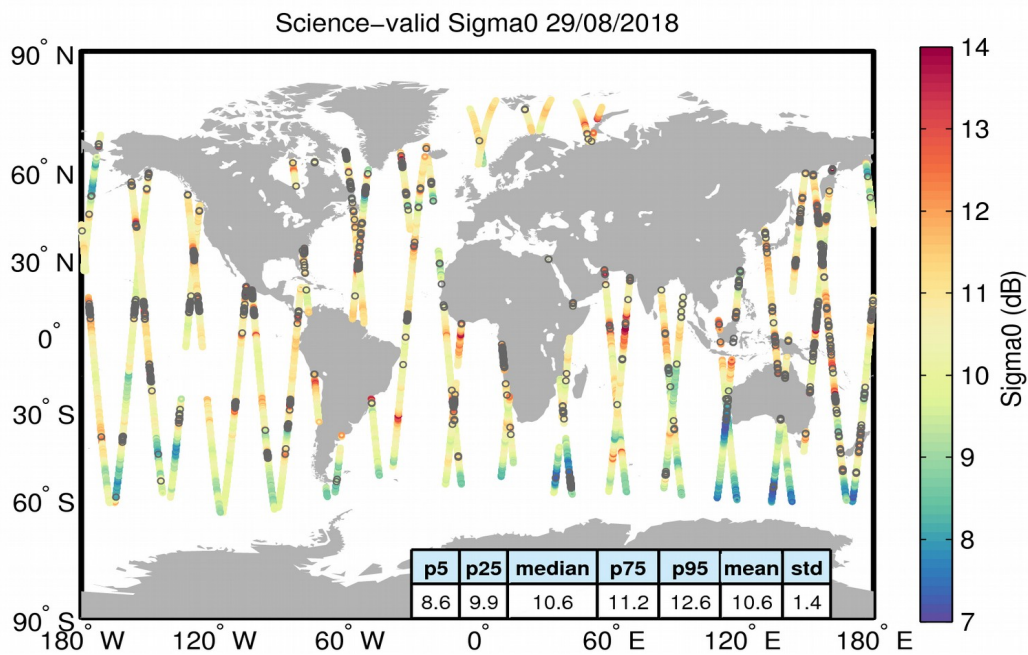 Science−valid Sigma0 29/08/2018
90° N
60° N
30° N
0°
30° S
60° S
90° S
180° W
120° W
60° W
0°
60° E
120° E
180° E
14
13
12
11
10
9
8
7
Sigma0 (dB)
p5 p25 median p75 p95 mean std
8.6 9.9 10.6 11.2 12.6 10.6 1.4